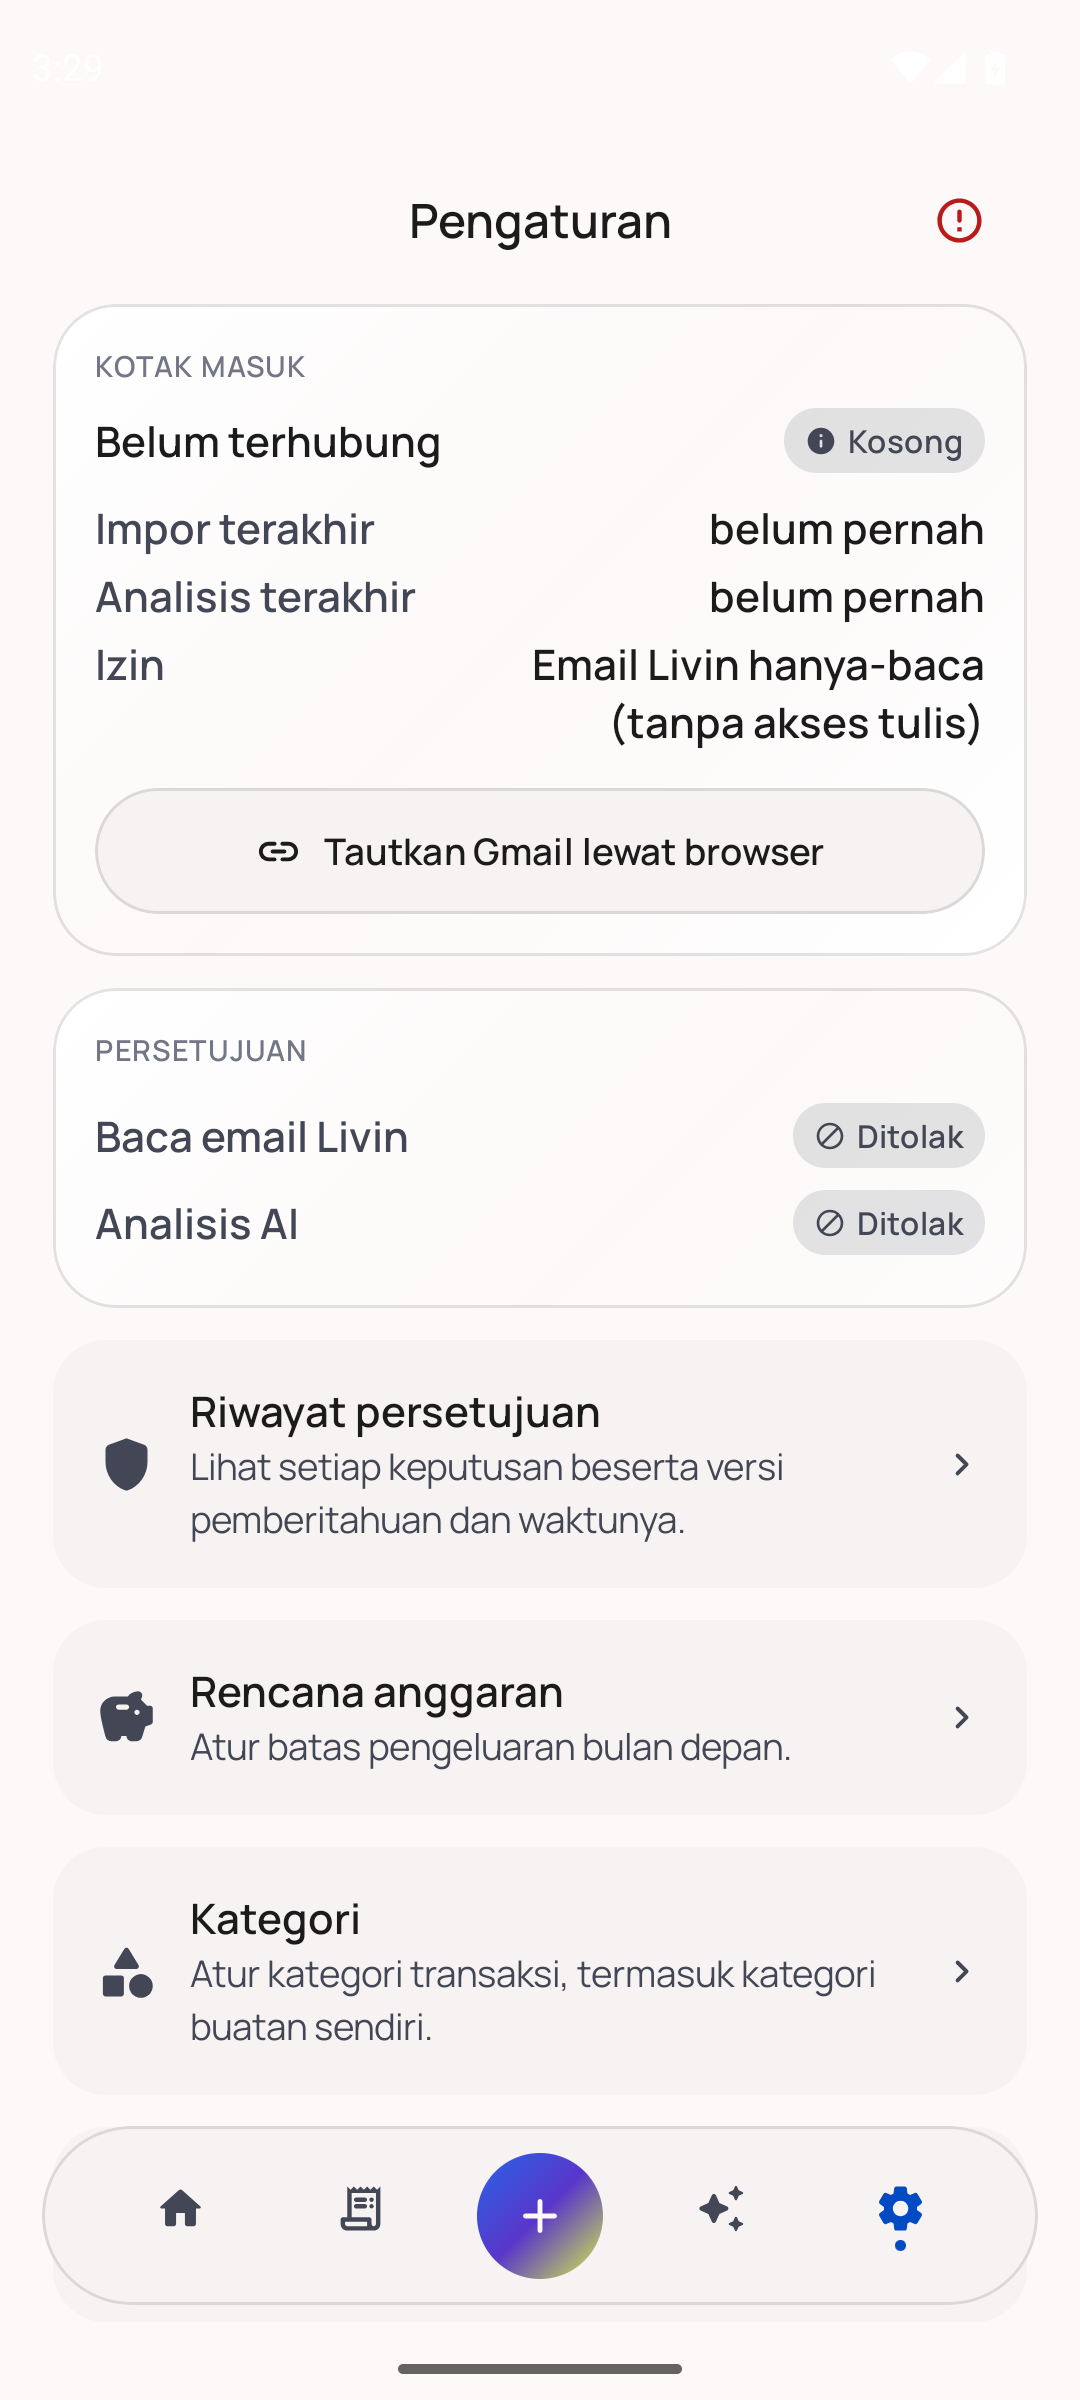 3:29
Pengaturan
KOTAK MASUK
Belum terhubung
Kosong
Impor terakhir
belum pernah
Analisis terakhir
belum pernah
Izin
Email Livin hanya-baca
(tanpa akses tulis)
Tautkan Gmail lewat browser
PERSETUJUAN
Baca email Livin
Ditolak
Analisis AI
Ditolak
Riwayat persetujuan
Lihat setiap keputusan beserta versi
pemberitahuan dan waktunya.
Rencana anggaran
Atur batas pengeluaran bulan depan.
Kategori
Atur kategori transaksi, termasuk kategori
buatan sendiri.